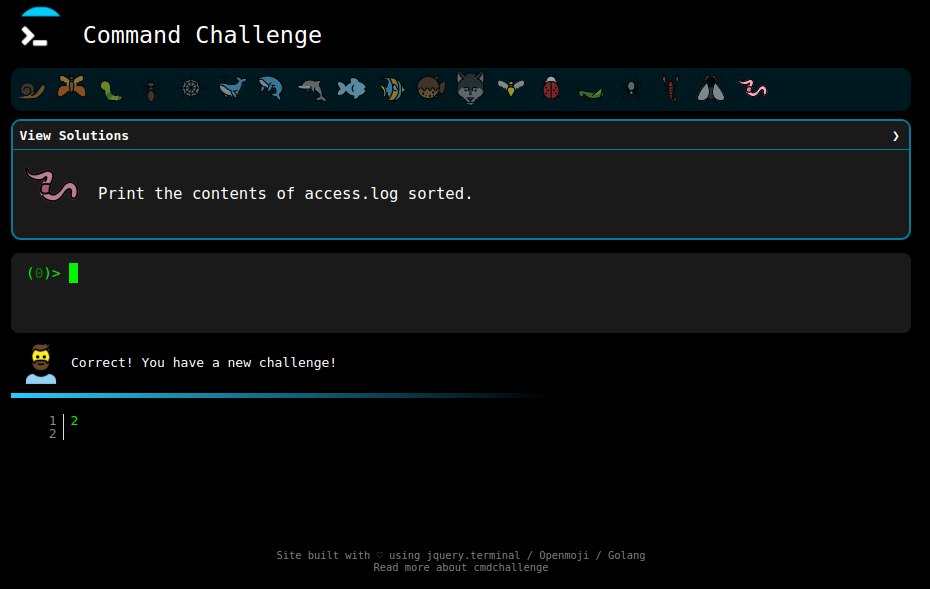 Command Challenge
View Solutions ❯
Print the contents of access.log sorted.
(0)>
Correct! You have a new challenge!
1 2
2
Site built with ♡ using jquery.terminal / Openmoji / Golang
Read more about cmdchallenge